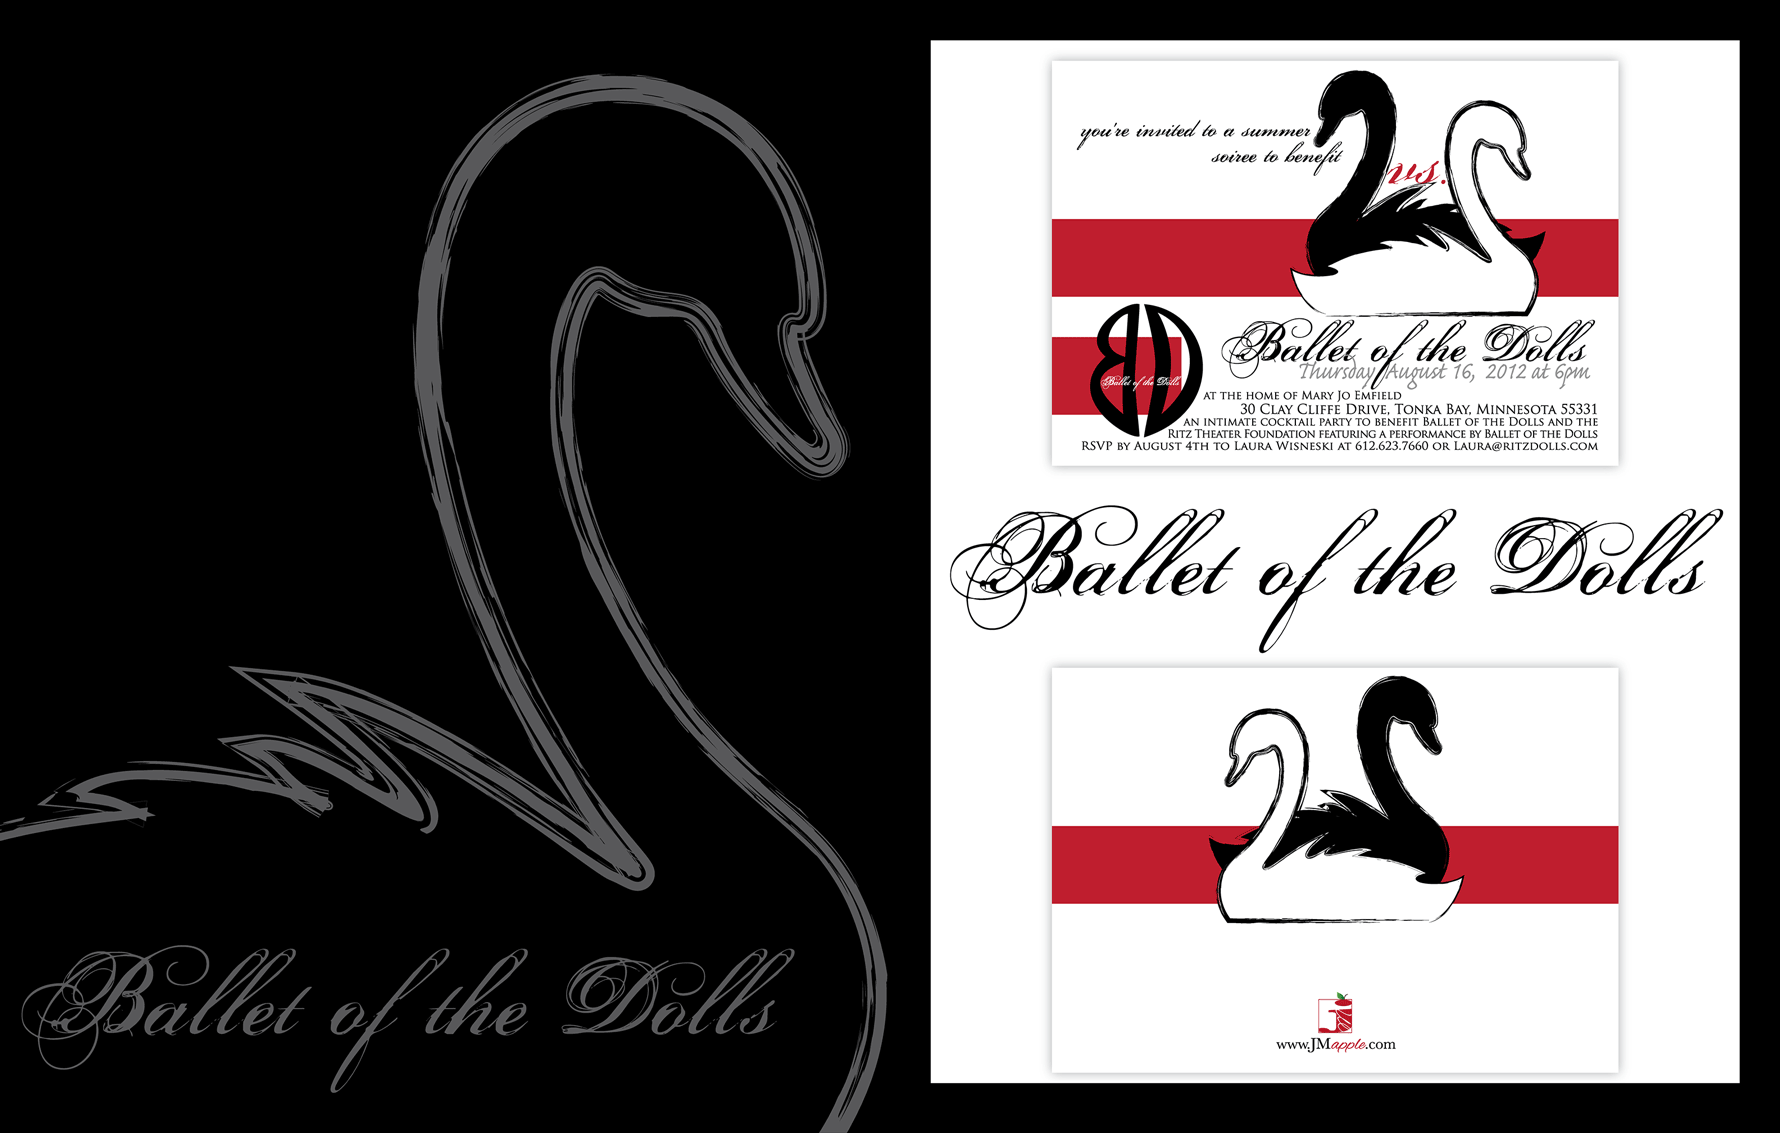 Ballet of the Dolls
you're invited to a summer
soiree to benefit
vs.
Ballet of the Dolls
Thursday, August 16, 2012 at 6pm
BD
Ballet of the Dolls
at the home of Mary Jo Emfield
30 Clay Cliffe Drive, Tonka Bay, Minnesota 55331
an intimate cocktail party to benefit Ballet of the Dolls and the
Ritz Theater Foundation featuring a performance by Ballet of the Dolls
RSVP by August 4th to Laura Wisneski at 612.623.7660 or Laura@ritzdolls.com
Ballet of the Dolls
www.JMapple.com